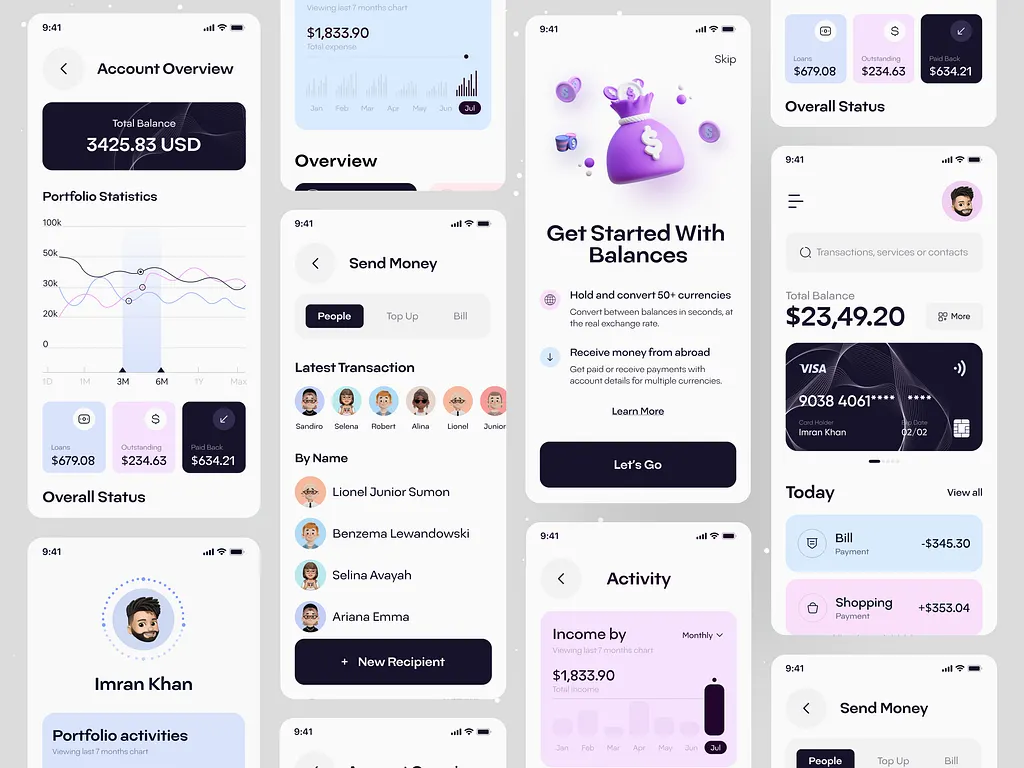 9:41
Account Overview
Total Balance
3425.83 USD
Portfolio Statistics
100k
50k
30k
20k
0
1D 1M 3M 6M 1Y Max
Loans
$679.08
Outstanding
$234.63
Paid Back
$634.21
Overall Status
9:41
Imran Khan
Portfolio activities
Viewing last 7 months chart
Viewing last 7 months chart
$1,833.90
Total expense
Jan Feb Mar Apr May Jun Jul
Overview
9:41
Send Money
People Top Up Bill
Latest Transaction
Sandiro Selena Robert Alina Lionel Junior
By Name
Lionel Junior Sumon
Benzema Lewandowski
Selina Avayah
Ariana Emma
+ New Recipient
9:41
9:41
Skip
Get Started With
Balances
Hold and convert 50+ currencies
Convert between balances in seconds, at
the real exchange rate.
Receive money from abroad
Get paid or receive payments with
account details for multiple currencies.
Learn More
Let's Go
9:41
Activity
Income by
Monthly
Viewing last 7 months chart
$1,833.90
Total income
Jan Feb Mar Apr May Jun Jul
Loans
$679.08
Outstanding
$234.63
Paid Back
$634.21
Overall Status
9:41
Transactions, services or contacts
Total Balance
$23,49.20
More
VISA
9038 4061**** ****
Card Holder
Imran Khan
Exp Date
02/02
Today
View all
Bill
Payment
-$345.30
Shopping
Payment
+$353.04
9:41
Send Money
People Top Up Bill